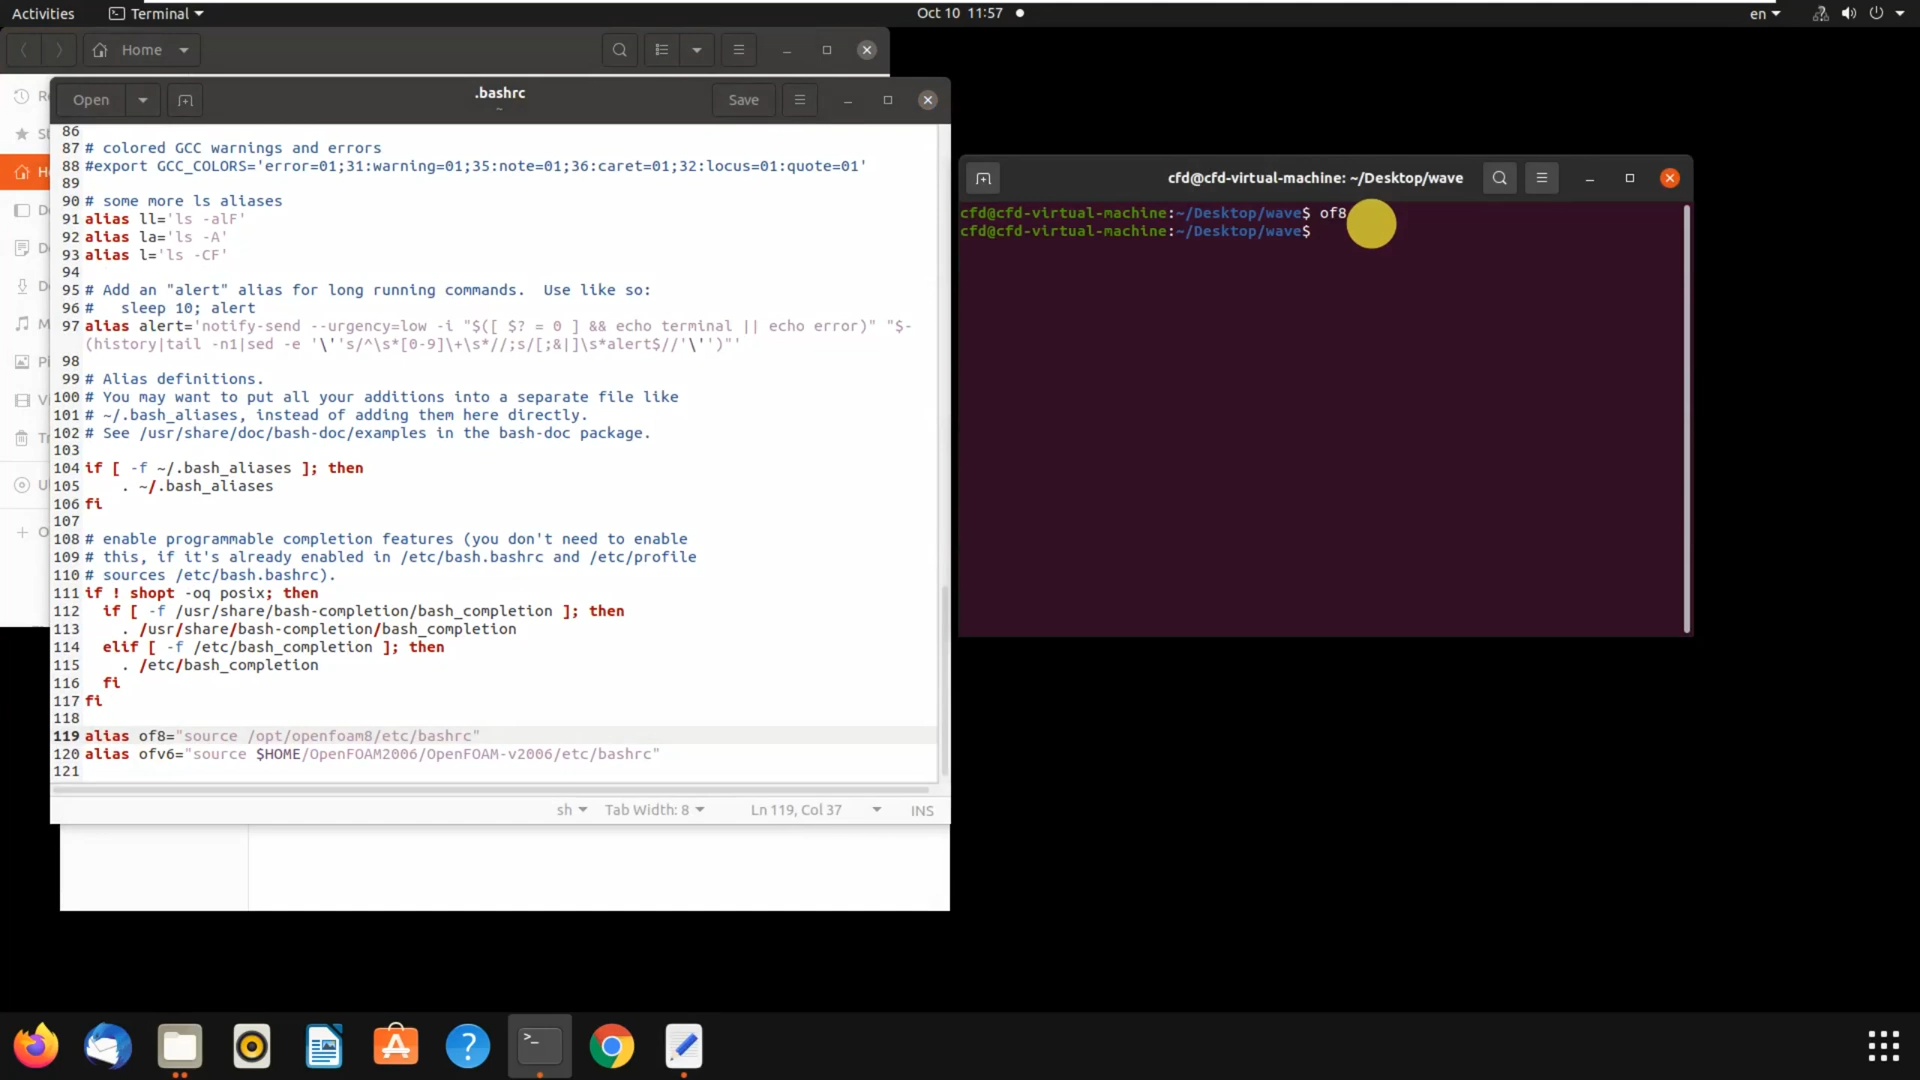 Activities
Terminal
Oct 10 11:57
en
Home
Open
.bashrc
~
Save
86
87 # colored GCC warnings and errors
88 #export GCC_COLORS='error=01;31:warning=01;35:note=01;36:caret=01;32:locus=01:quote=01'
89
90 # some more ls aliases
91 alias ll='ls -alF'
92 alias la='ls -A'
93 alias l='ls -CF'
94
95 # Add an "alert" alias for long running commands.  Use like so:
96 #   sleep 10; alert
97 alias alert='notify-send --urgency=low -i "$([ $? = 0 ] && echo terminal || echo error)" "$-
(history|tail -n1|sed -e '\''s/^\s*[0-9]\+\s*//;s/[;&|]\s*alert$//'\'')"'
98
99 # Alias definitions.
100 # You may want to put all your additions into a separate file like
101 # ~/.bash_aliases, instead of adding them here directly.
102 # See /usr/share/doc/bash-doc/examples in the bash-doc package.
103
104 if [ -f ~/.bash_aliases ]; then
105     . ~/.bash_aliases
106 fi
107
108 # enable programmable completion features (you don't need to enable
109 # this, if it's already enabled in /etc/bash.bashrc and /etc/profile
110 # sources /etc/bash.bashrc).
111 if ! shopt -oq posix; then
112   if [ -f /usr/share/bash-completion/bash_completion ]; then
113     . /usr/share/bash-completion/bash_completion
114   elif [ -f /etc/bash_completion ]; then
115     . /etc/bash_completion
116   fi
117 fi
118
119 alias of8="source /opt/openfoam8/etc/bashrc"
120 alias ofv6="source $HOME/OpenFOAM2006/OpenFOAM-v2006/etc/bashrc"
121
sh
Tab Width: 8
Ln 119, Col 37
INS
cfd@cfd-virtual-machine: ~/Desktop/wave
cfd@cfd-virtual-machine:~/Desktop/wave$ of8
cfd@cfd-virtual-machine:~/Desktop/wave$